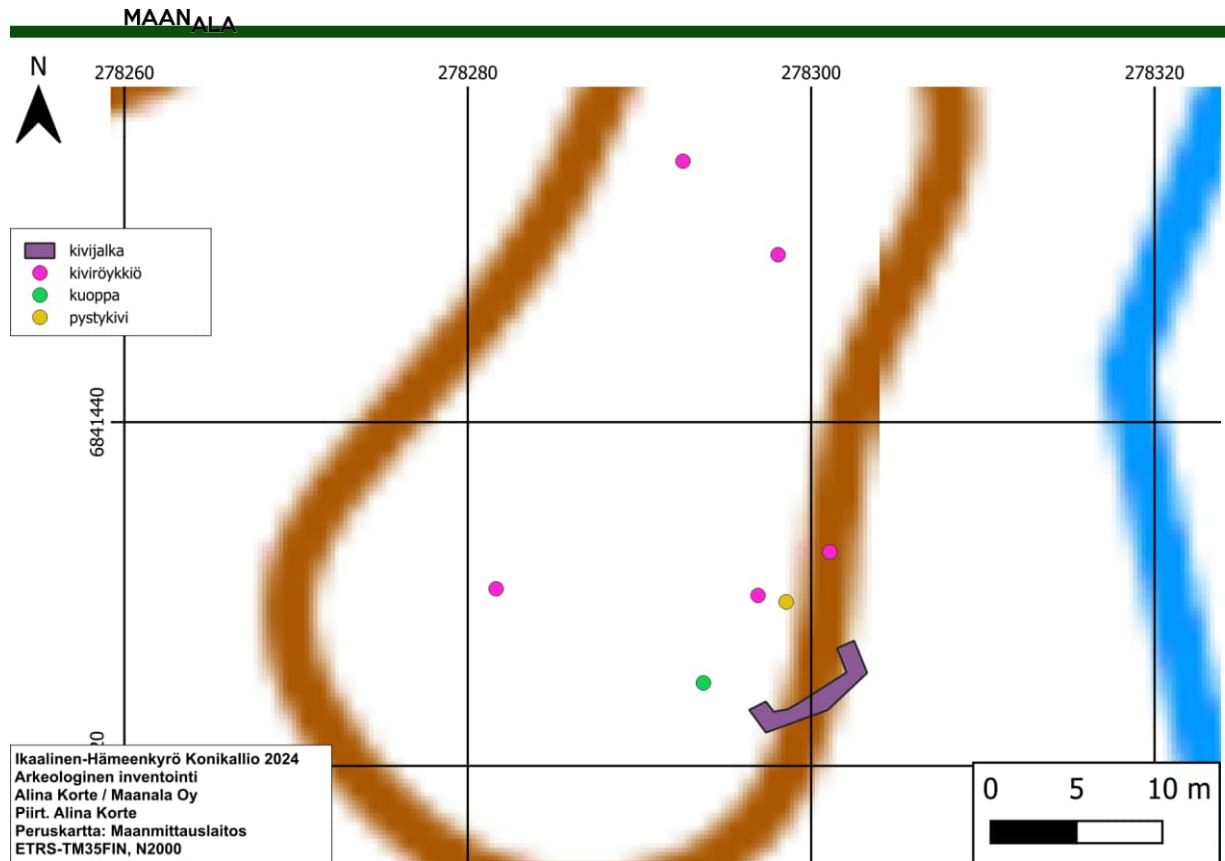 MAANALA
N
278260
278280
278300
278320
kivijalka
kiviröykkiö
kuoppa
pystykivi
6841440
20
Ikaalinen-Hämeenkyrö Konikallio 2024
Arkeologinen inventointi
Alina Korte / Maanala Oy
Piirt. Alina Korte
Peruskartta: Maanmittauslaitos
ETRS-TM35FIN, N2000
0 5 10 m